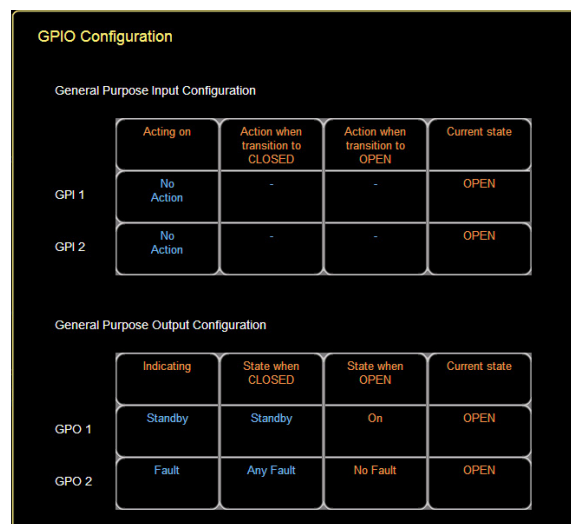 GPIO Configuration
General Purpose Input Configuration
Acting on
Action when
transition to
CLOSED
Action when
transition to
OPEN
Current state
GPI 1
No
Action
-
-
OPEN
GPI 2
No
Action
-
-
OPEN
General Purpose Output Configuration
Indicating
State when
CLOSED
State when
OPEN
Current state
GPO 1
Standby
Standby
On
OPEN
GPO 2
Fault
Any Fault
No Fault
OPEN